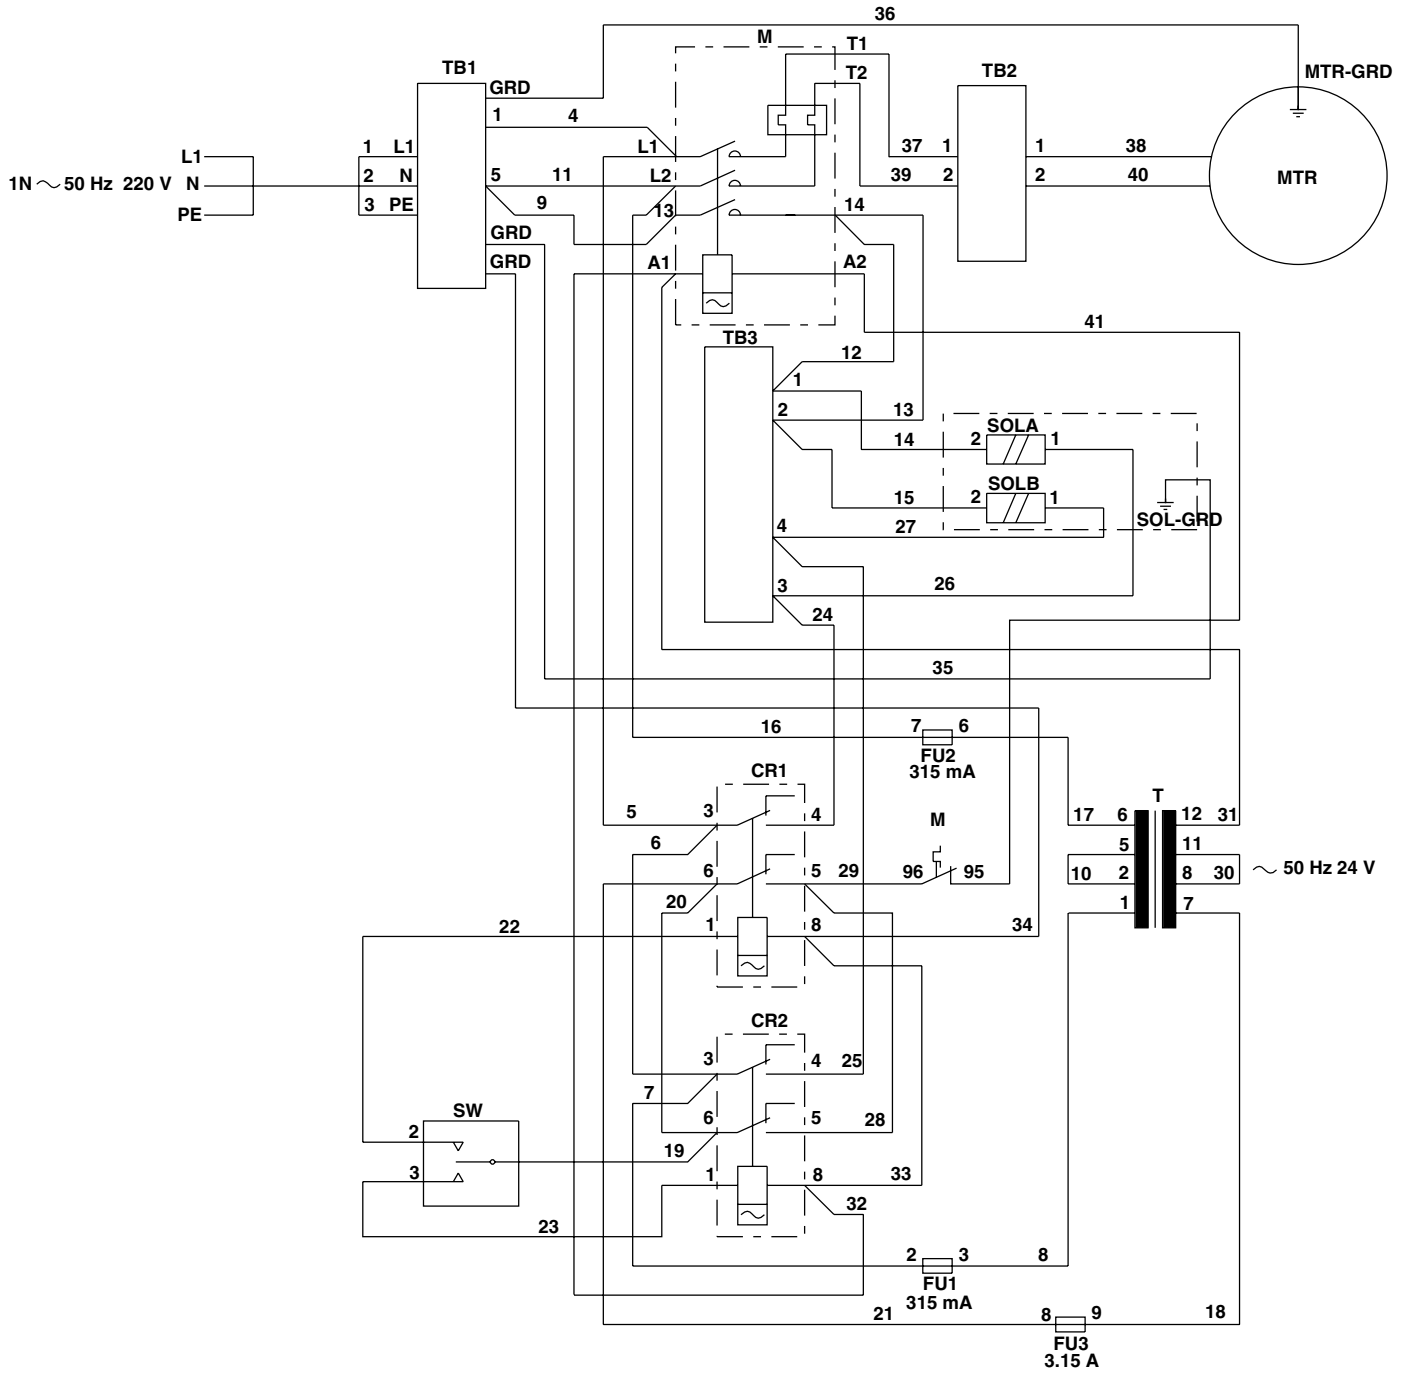 36
M
T1
TB1
T2
TB2
MTR-GRD
GRD
1
4
1 L1
L1
37 1
1 38
L1
1N ~ 50 Hz 220 V N
2 N
5 11
L2
39 2
2 40
MTR
PE
3 PE
9
13
14
GRD
GRD
A1
A2
41
TB3
12
1
2
13
SOLA
14 2 1
SOLB
15 2 1
SOL-GRD
4
27
3
26
24
35
16
7 6
FU2
315 mA
CR1
T
5
3
4
M
17 6
12 31
6
5
11
6
5 29
96 95
10 2
8 30
~ 50 Hz 24 V
20
1
7
22
1
8
34
CR2
3
4 25
7
SW
6
5 28
2
19
3
1
8 33
32
23
2 3
8
FU1
315 mA
21
8 9
18
FU3
3.15 A